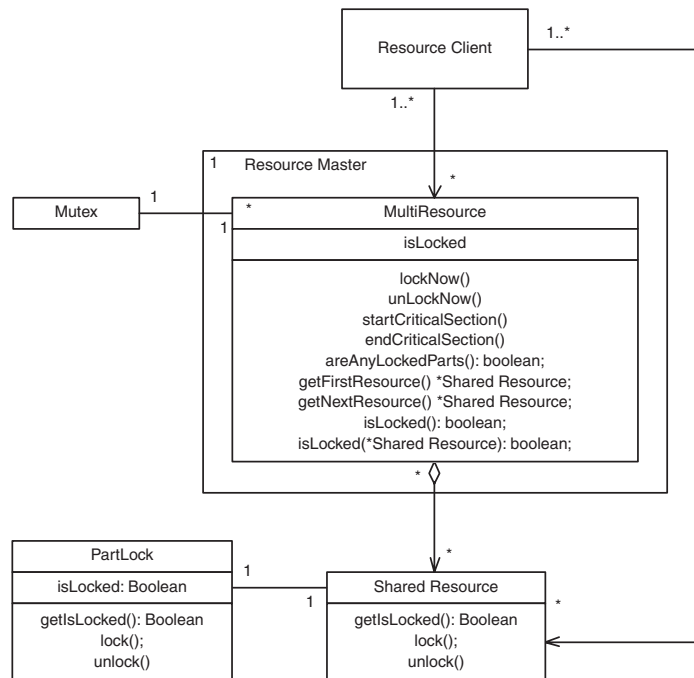 Resource Client
1..*
1..*
1
Resource Master
*
Mutex
1
*
1
MultiResource
isLocked
lockNow()
unLockNow()
startCriticalSection()
endCriticalSection()
areAnyLockedParts(): boolean;
getFirstResource() *Shared Resource;
getNextResource() *Shared Resource;
isLocked(): boolean;
isLocked(*Shared Resource): boolean;
*
*
PartLock
isLocked: Boolean
getIsLocked(): Boolean
lock();
unlock()
1
1
Shared Resource
getIsLocked(): Boolean
lock();
unlock()
*